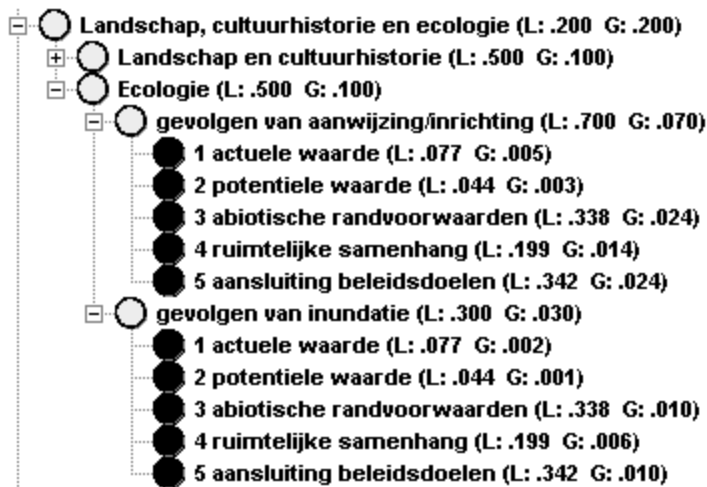 Landschap, cultuurhistorie en ecologie (L: .200 G: .200)
Landschap en cultuurhistorie (L: .500 G: .100)
Ecologie (L: .500 G: .100)
gevolgen van aanwijzing/inrichting (L: .700 G: .070)
1 actuele waarde (L: .077 G: .005)
2 potentiele waarde (L: .044 G: .003)
3 abiotische randvoorwaarden (L: .338 G: .024)
4 ruimtelijke samenhang (L: .199 G: .014)
5 aansluiting beleidsdoelen (L: .342 G: .024)
gevolgen van inundatie (L: .300 G: .030)
1 actuele waarde (L: .077 G: .002)
2 potentiele waarde (L: .044 G: .001)
3 abiotische randvoorwaarden (L: .338 G: .010)
4 ruimtelijke samenhang (L: .199 G: .006)
5 aansluiting beleidsdoelen (L: .342 G: .010)